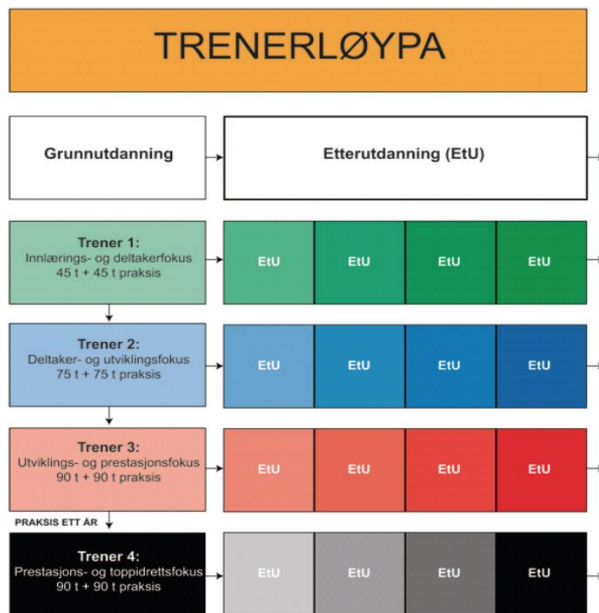 TRENERLØYPA
Grunnutdanning
Etterutdanning (EtU)
Trener 1:
Innlærings- og deltakerfokus
45 t + 45 t praksis
EtU
EtU
EtU
EtU
Trener 2:
Deltaker- og utviklingsfokus
75 t + 75 t praksis
EtU
EtU
EtU
EtU
Trener 3:
Utviklings- og prestasjonsfokus
90 t + 90 t praksis
EtU
EtU
EtU
EtU
PRAKSIS ETT ÅR
Trener 4:
Prestasjons- og toppidrettsfokus
90 t + 90 t praksis
EtU
EtU
EtU
EtU